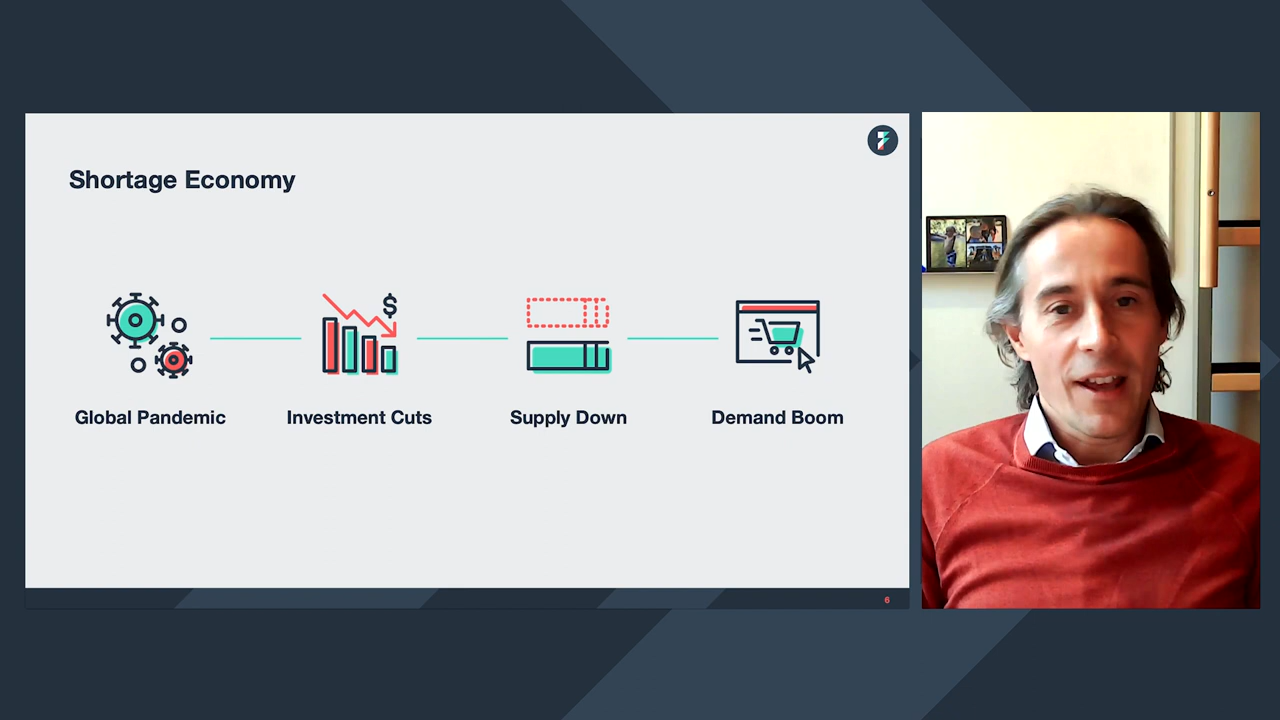 Shortage Economy
$
Global Pandemic
Investment Cuts
Supply Down
Demand Boom
6